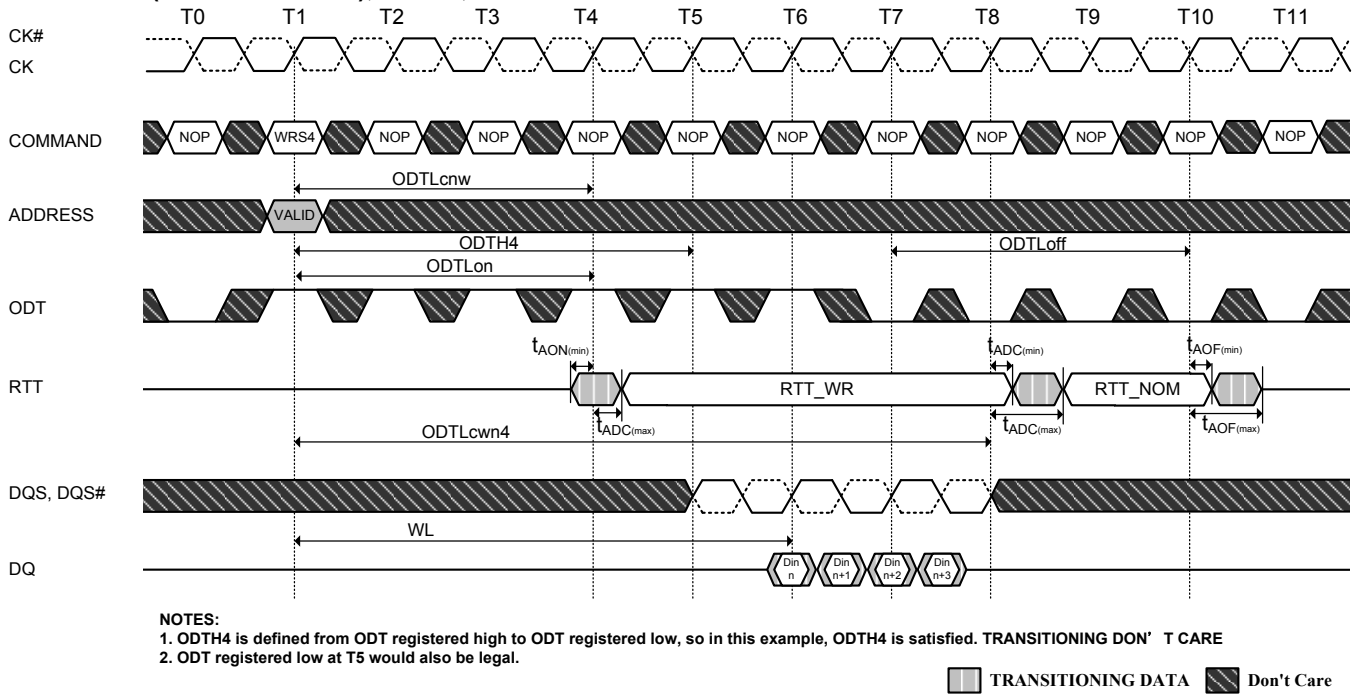 T0 T1 T2 T3 T4 T5 T6 T7 T8 T9 T10 T11
CK#
CK
COMMAND
NOP WRS4 NOP NOP NOP NOP NOP NOP NOP NOP NOP NOP
ODTLcnw
ADDRESS
VALID
ODTH4
ODTLoff
ODTLon
ODT
tAON(min)
tADC(min)
tAOF(min)
RTT
RTT_WR
RTT_NOM
tADC(max)
tADC(max)
tAOF(max)
ODTLcwn4
DQS, DQS#
WL
DQ
Din n
Din n+1
Din n+2
Din n+3
NOTES:
1. ODTH4 is defined from ODT registered high to ODT registered low, so in this example, ODTH4 is satisfied. TRANSITIONING DON’ T CARE
2. ODT registered low at T5 would also be legal.
TRANSITIONING DATA
Don't Care